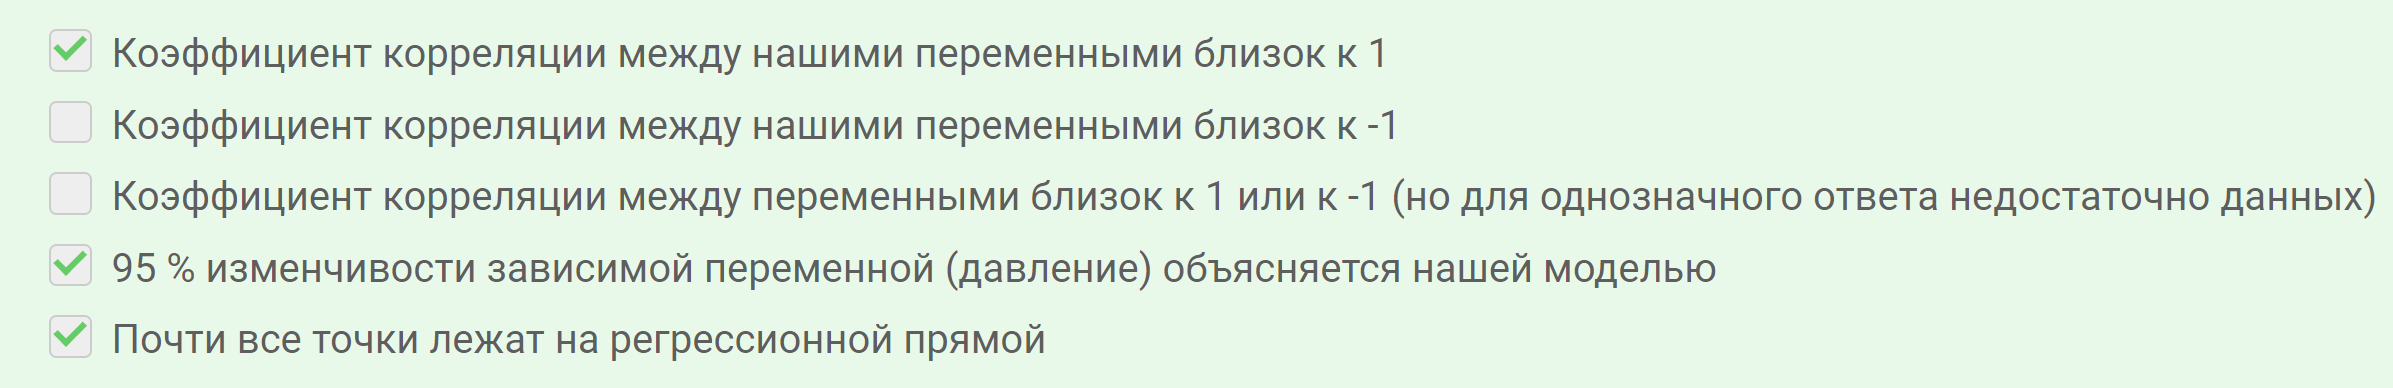 Коэффициент корреляции между нашими переменными близок к 1
Коэффициент корреляции между нашими переменными близок к -1
Коэффициент корреляции между переменными близок к 1 или к -1 (но для однозначного ответа недостаточно данных)
95 % изменчивости зависимой переменной (давление) объясняется нашей моделью
Почти все точки лежат на регрессионной прямой